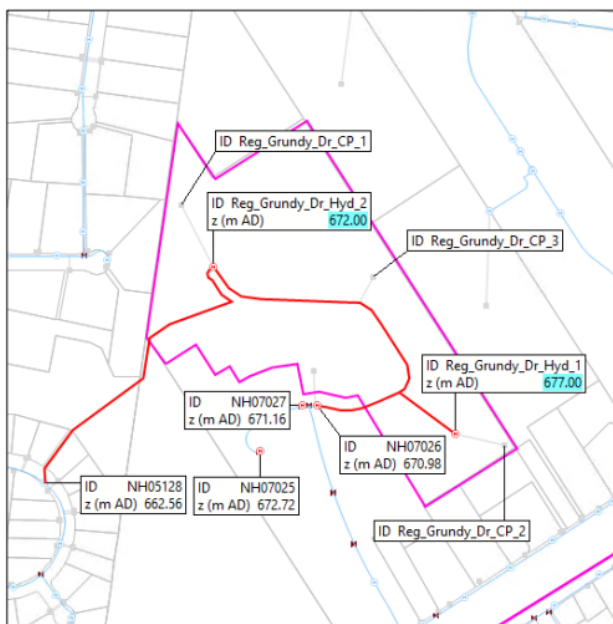 ID Reg_Grundy_Dr_CP_1
ID Reg_Grundy_Dr_Hyd_2
z (m AD) 672.00
ID Reg_Grundy_Dr_CP_3
ID Reg_Grundy_Dr_Hyd_1
z (m AD) 677.00
ID NH07027
z (m AD) 671.16
ID NH07026
z (m AD) 670.98
ID NH05128
z (m AD) 662.56
ID NH07025
z (m AD) 672.72
ID Reg_Grundy_Dr_CP_2